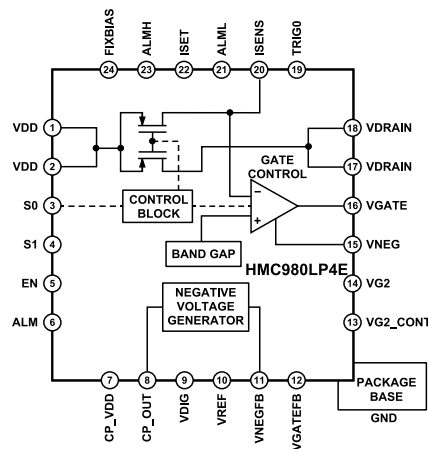 FIXBIAS
ALMH
ISET
ALML
ISENS
TRIG0
24
23
22
21
20
19
VDD
1
VDD
2
S0
3
S1
4
EN
5
ALM
6
18
VDRAIN
17
VDRAIN
16
VGATE
15
VNEG
14
VG2
13
VG2_CONT
GATE
CONTROL
–
+
CONTROL
BLOCK
BAND GAP
HMC980LP4E
NEGATIVE
VOLTAGE
GENERATOR
PACKAGE
BASE
GND
7
8
9
10
11
12
CP_VDD
CP_OUT
VDIG
VREF
VNEGFB
VGATEFB